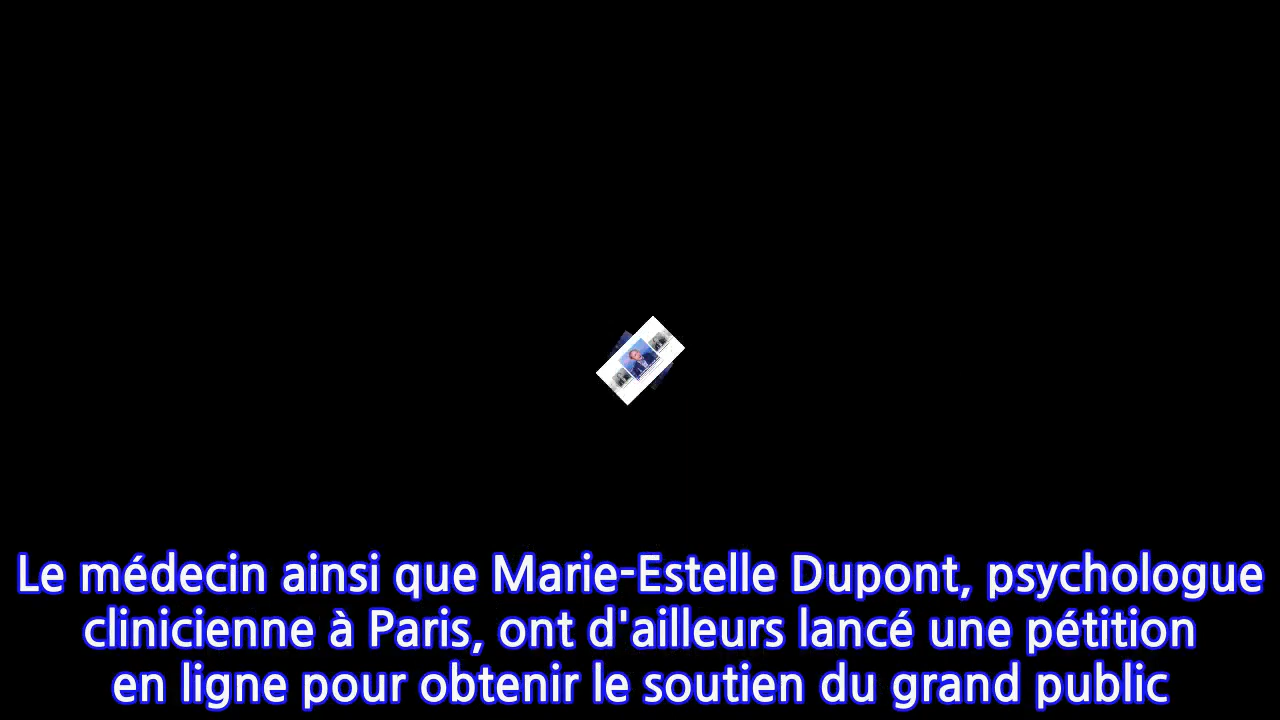 Le médecin ainsi que Marie-Estelle Dupont, psychologue
clinicienne à Paris, ont d'ailleurs lancé une pétition
en ligne pour obtenir le soutien du grand public